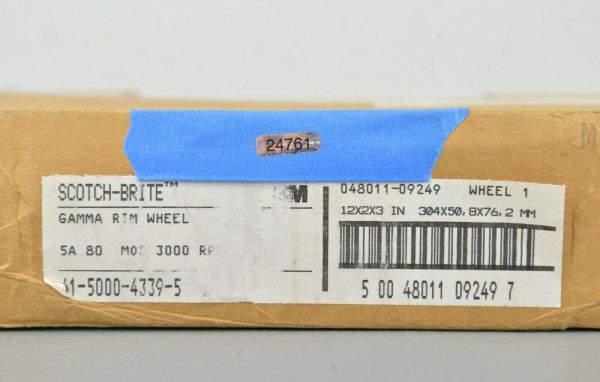 24761
SCOTCH-BRITE™
3M
GAMMA RIM WHEEL
5A 80 MOS 3000 RP
61-5000-4339-5
048011-09249 WHEEL 1
12X2X3 IN 304X50,8X76,2 MM
5 00 48011 09249 7
M